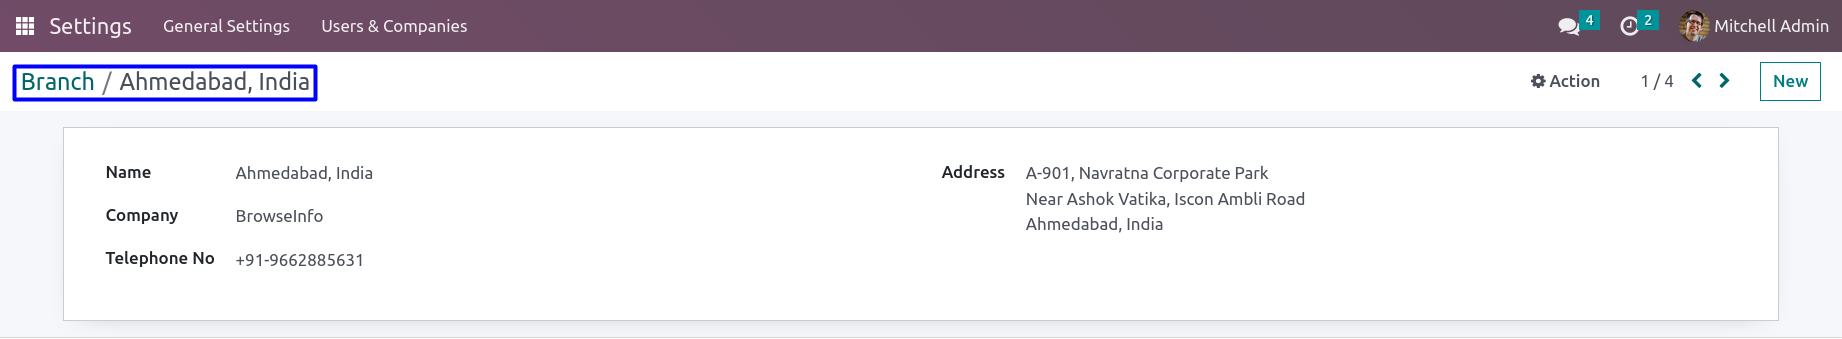 Settings General Settings Users & Companies 4 2 Mitchell Admin
Branch / Ahmedabad, India Action 1 / 4 New
Name Ahmedabad, India
Company BrowseInfo
Telephone No +91-9662885631
Address A-901, Navratna Corporate Park
Near Ashok Vatika, Iscon Ambli Road
Ahmedabad, India